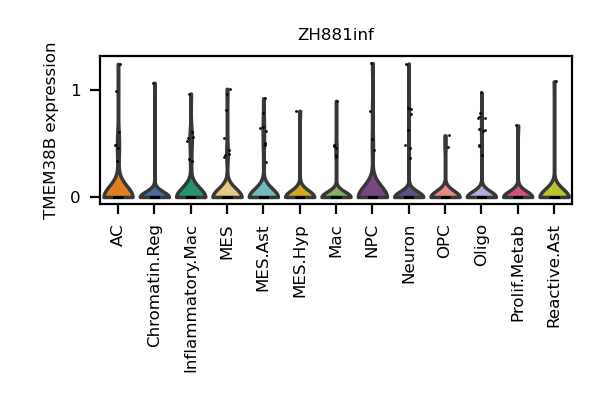 ZH881inf
TMEM38B expression
1
0
AC
Chromatin.Reg
Inflammatory.Mac
MES
MES.Ast
MES.Hyp
Mac
NPC
Neuron
OPC
Oligo
Prolif.Metab
Reactive.Ast